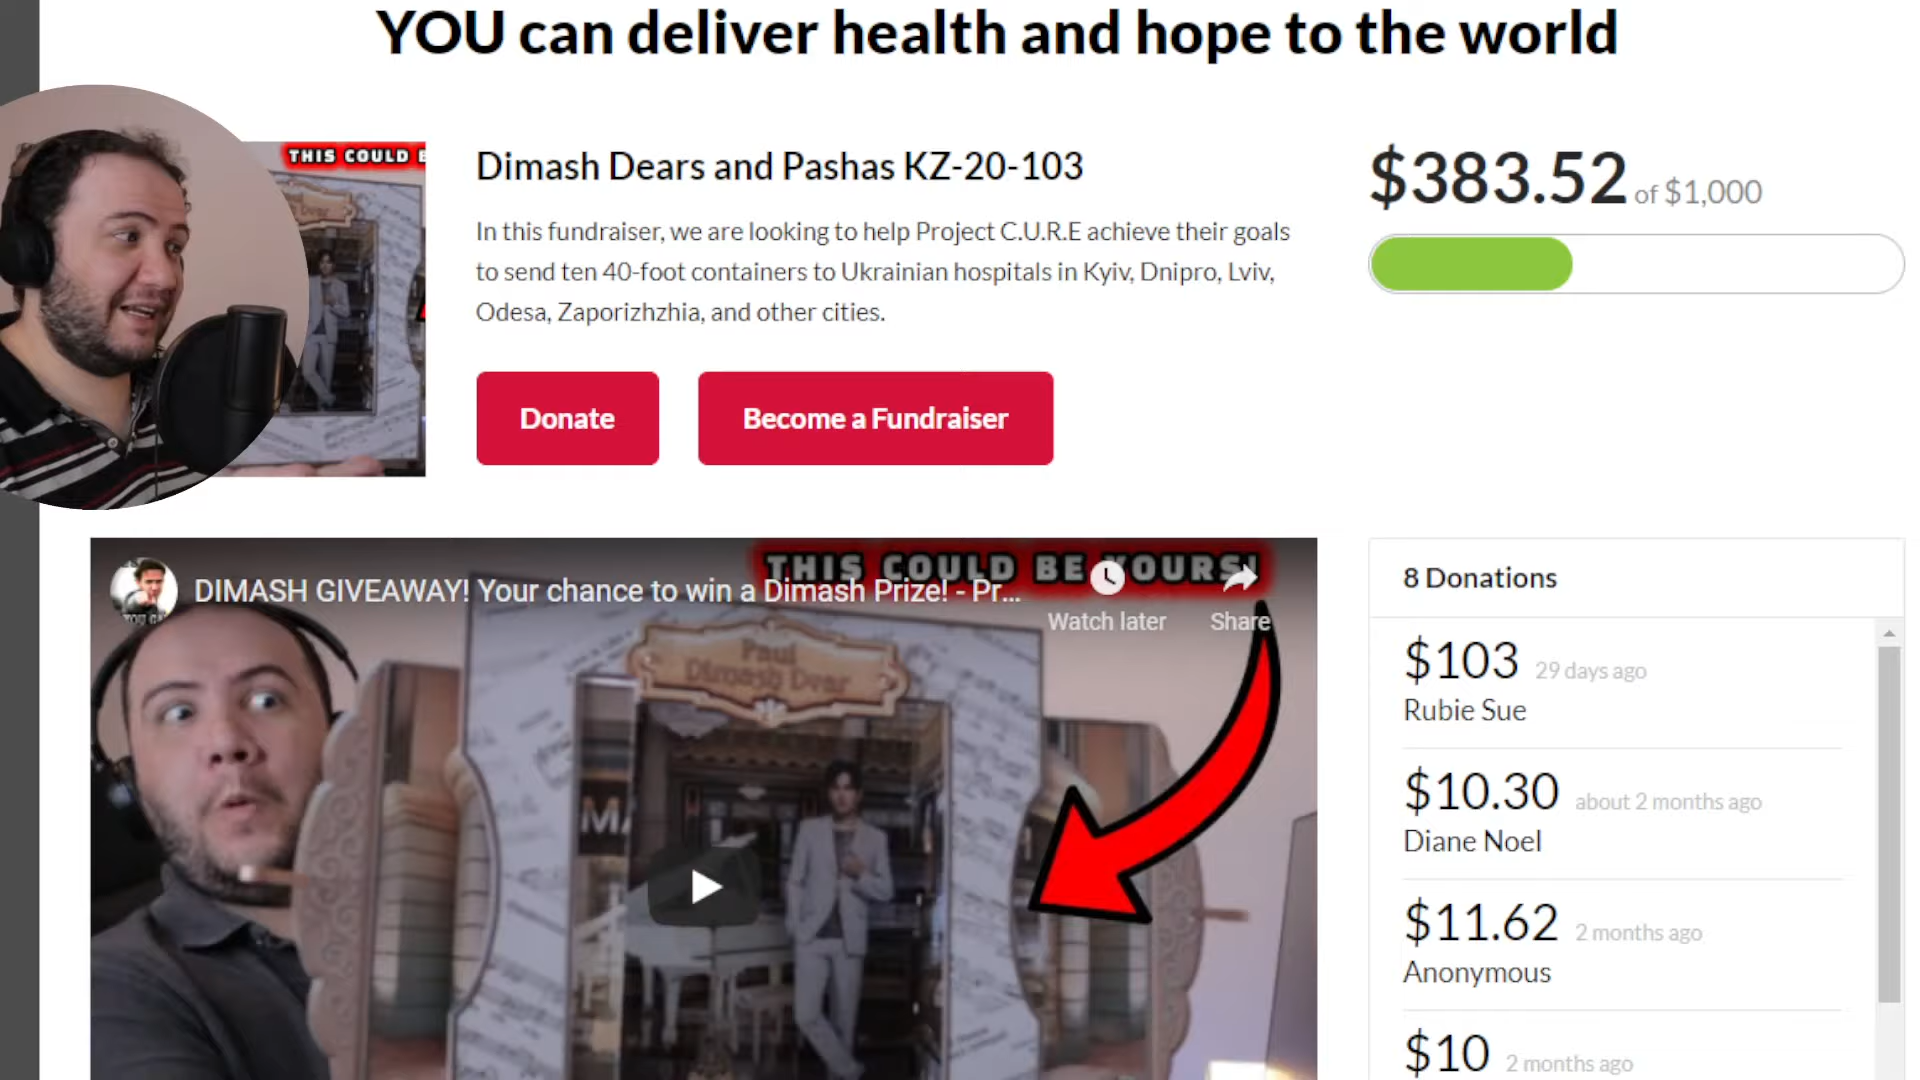 YOU can deliver health and hope to the world
THIS COULD
Dimash Dears and Pashas KZ-20-103
In this fundraiser, we are looking to help Project C.U.R.E achieve their goals
to send ten 40-foot containers to Ukrainian hospitals in Kyiv, Dnipro, Lviv,
Odesa, Zaporizhzhia, and other cities.
Donate
Become a Fundraiser
$383.52 of $1,000
THIS COULD BE YOURS!
DIMASH GIVEAWAY! Your chance to win a Dimash Prize! - Pr...
Watch later
Share
Paul
Dimash Dear
8 Donations
$103 29 days ago
Rubie Sue
$10.30 about 2 months ago
Diane Noel
$11.62 2 months ago
Anonymous
$10 2 months ago